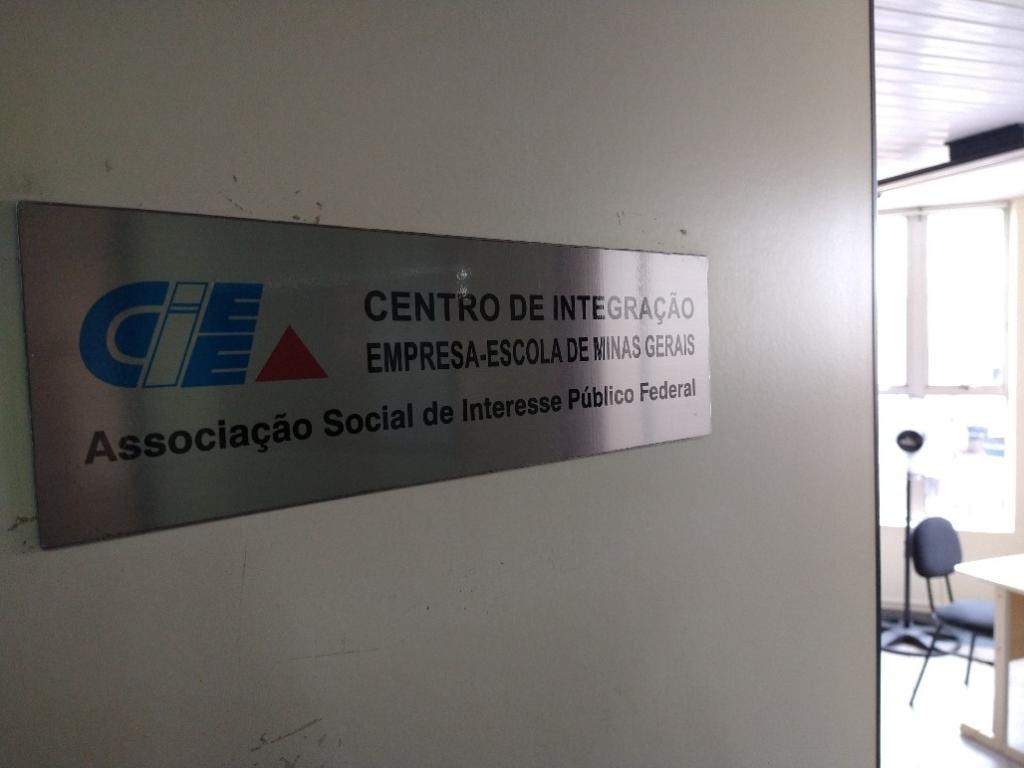 CIEE
CENTRO DE INTEGRAÇÃO
EMPRESA-ESCOLA DE MINAS GERAIS
Associação Social de Interesse Público Federal